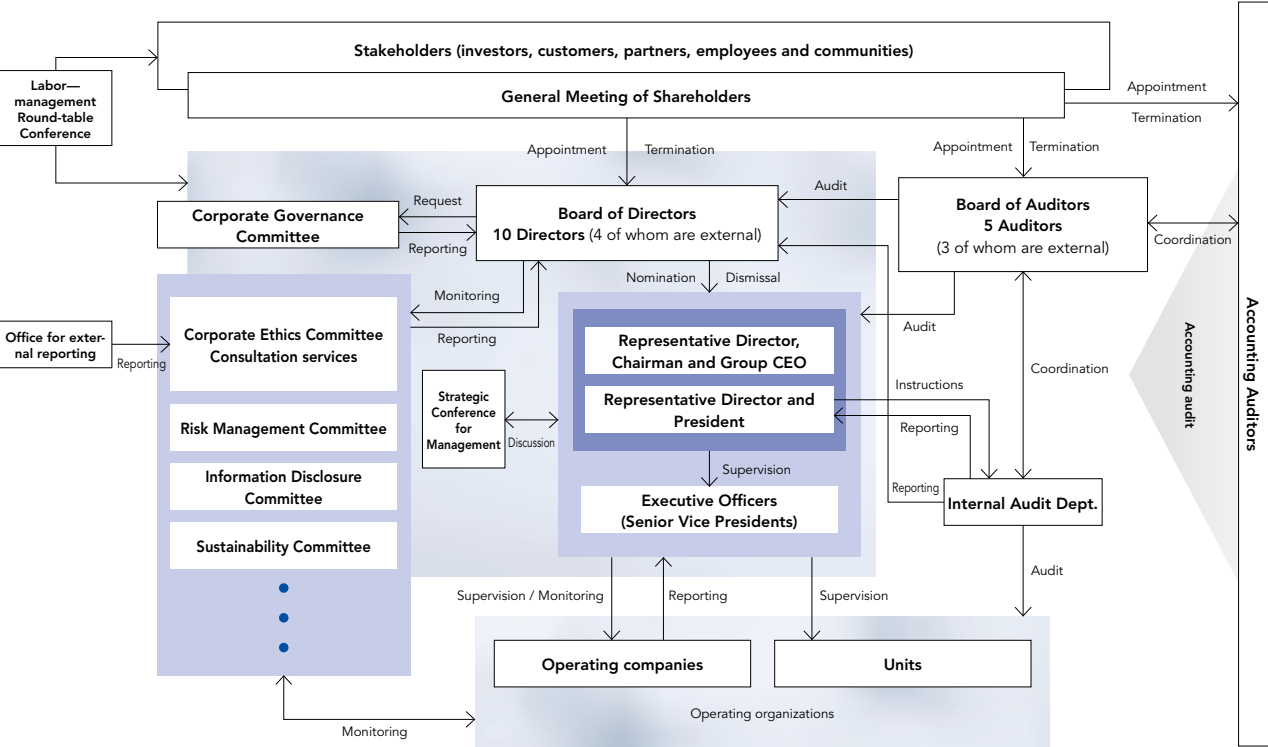 Stakeholders (investors, customers, partners, employees and communities)
General Meeting of Shareholders
Labor—
management
Round-table
Conference
Appointment
Termination
Appointment
Termination
Appointment
Termination
Corporate Governance
Committee
Request
Reporting
Board of Directors
10 Directors (4 of whom are external)
Audit
Board of Auditors
5 Auditors
(3 of whom are external)
Coordination
Nomination
Dismissal
Monitoring
Reporting
Audit
Office for exter-
nal reporting
Reporting
Corporate Ethics Committee
Consultation services
Risk Management Committee
Information Disclosure
Committee
Sustainability Committee
Strategic
Conference
for
Management
Discussion
Representative Director,
Chairman and Group CEO
Representative Director and
President
Supervision
Executive Officers
(Senior Vice Presidents)
Instructions
Reporting
Reporting
Coordination
Internal Audit Dept.
Audit
Accounting audit
Accounting Auditors
Supervision / Monitoring
Reporting
Supervision
Operating companies
Units
Operating organizations
Monitoring